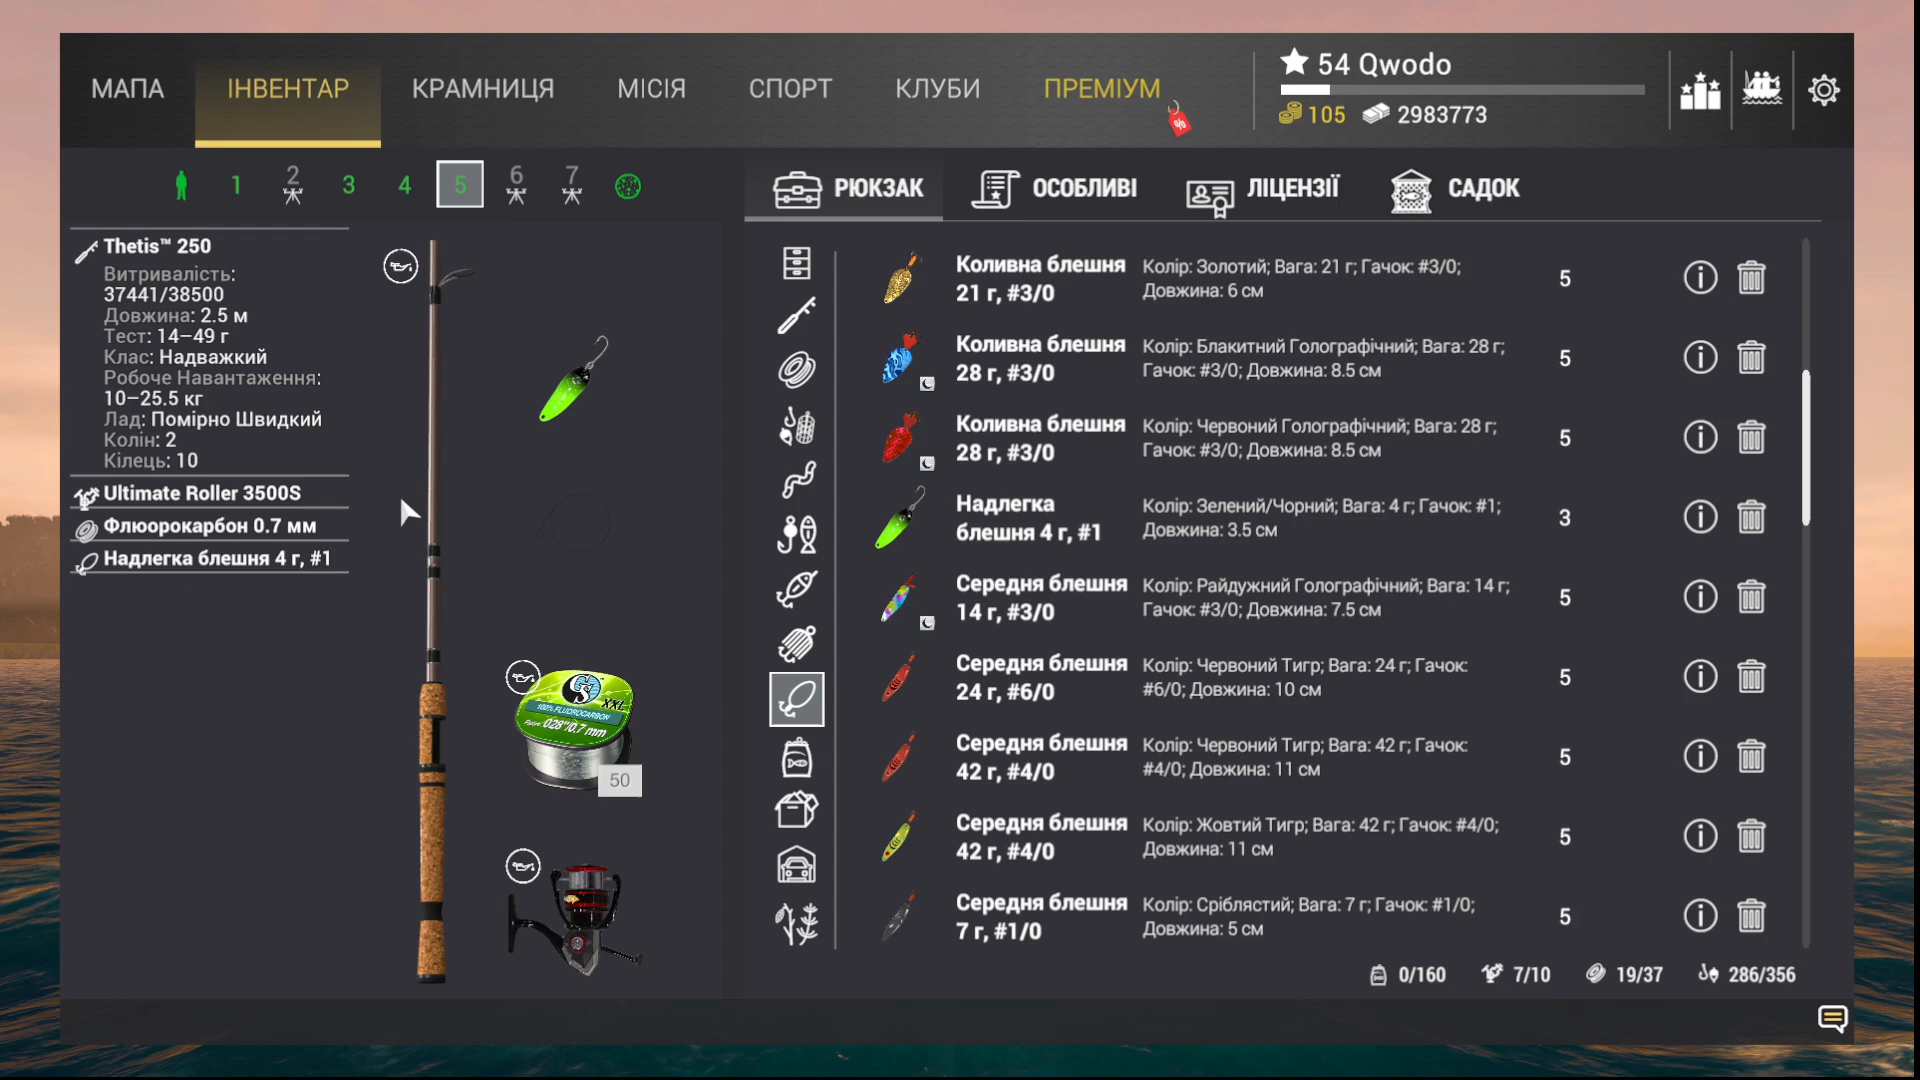 МАПА
ІНВЕНТАР
КРАМНИЦЯ
МІСІЯ
СПОРТ
КЛУБИ
ПРЕМІУМ
%
54 Qwodo
105 2983773
1 2 3 4 5 6 7
РЮКЗАК
ОСОБЛИВІ
ЛІЦЕНЗІЇ
САДОК
Thetis™ 250
Витривалість:
37441/38500
Довжина: 2.5 м
Тест: 14–49 г
Клас: Надважкий
Робоче Навантаження:
10–25.5 кг
Лад: Помірно Швидкий
Колін: 2
Кілець: 10
Ultimate Roller 3500S
Флюорокарбон 0.7 мм
Надлегка блешня 4 г, #1
XXL
100% FLUOROCARBON
.028"/0.7 mm
50
Коливна блешня
21 г, #3/0
Колір: Золотий; Вага: 21 г; Гачок: #3/0;
Довжина: 6 см
5
Коливна блешня
28 г, #3/0
Колір: Блакитний Голографічний; Вага: 28 г;
Гачок: #3/0; Довжина: 8.5 см
5
Коливна блешня
28 г, #3/0
Колір: Червоний Голографічний; Вага: 28 г;
Гачок: #3/0; Довжина: 8.5 см
5
Надлегка
блешня 4 г, #1
Колір: Зелений/Чорний; Вага: 4 г; Гачок: #1;
Довжина: 3.5 см
3
Середня блешня
14 г, #3/0
Колір: Райдужний Голографічний; Вага: 14 г;
Гачок: #3/0; Довжина: 7.5 см
5
Середня блешня
24 г, #6/0
Колір: Червоний Тигр; Вага: 24 г; Гачок:
#6/0; Довжина: 10 см
5
Середня блешня
42 г, #4/0
Колір: Червоний Тигр; Вага: 42 г; Гачок:
#4/0; Довжина: 11 см
5
Середня блешня
42 г, #4/0
Колір: Жовтий Тигр; Вага: 42 г; Гачок: #4/0;
Довжина: 11 см
5
Середня блешня
7 г, #1/0
Колір: Сріблястий; Вага: 7 г; Гачок: #1/0;
Довжина: 5 см
5
0/160 7/10 19/37 286/356